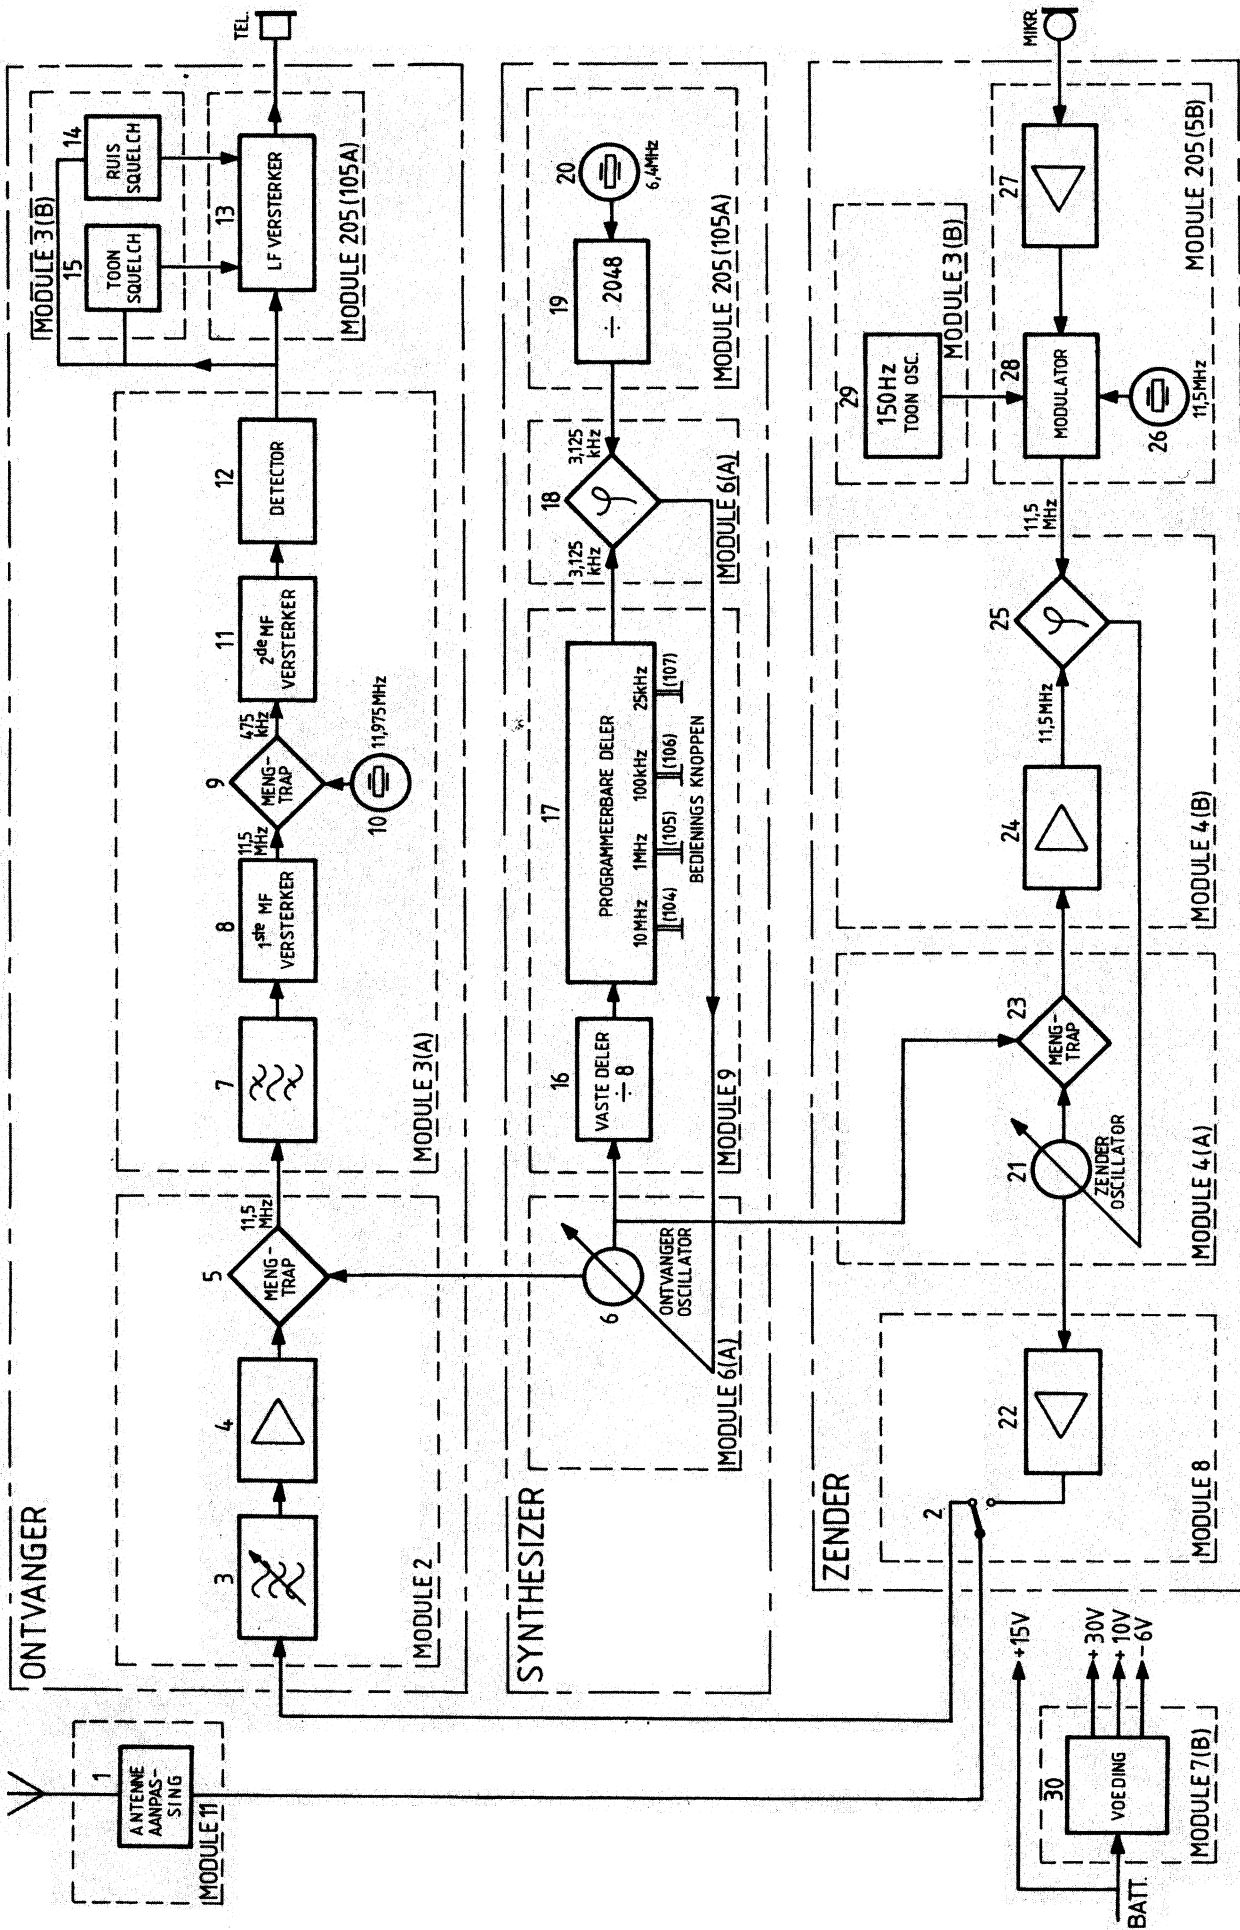 ONTVANGER
1
ANTENNE
AANPAS-
SING
MODULE 11
3
4
5
MENG-
TRAP
11,5
MHz
MODULE 2
7
8
1ste MF
VERSTERKER
11,5
MHz
9
MENG-
TRAP
475
kHz
10
11,975MHz
11
2de MF
VERSTERKER
12
DETECTOR
MODULE 3(A)
MODULE 3(B)
15
TOON
SQUELCH
14
RUIS
SQUELCH
13
LF VERSTERKER
MODULE 205(105A)
TEL.
SYNTHESIZER
6
ONTVANGER
OSCILLATOR
MODULE 6(A)
16
VASTE DELER
÷ 8
17
PROGRAMMEERBARE DELER
10MHz 1MHz 100kHz 25kHz
(104) (105) (106) (107)
BEDIENINGS KNOPPEN
MODULE 9
3,125
kHz
18
3,125
kHz
MODULE 6(A)
19
÷ 2048
20
6,4MHz
MODULE 205(105A)
ZENDER
2
22
MODULE 8
21
ZENDER
OSCILLATOR
23
MENG-
TRAP
MODULE 4(A)
24
11,5MHz
25
MODULE 4(B)
11,5
MHz
29
150Hz
TOON OSC.
MODULE 3(B)
28
MODULATOR
26
11,5MHz
27
MODULE 205(5B)
MIKR.
30
VOEDING
MODULE 7(B)
BATT.
+15V
+30V
+10V
-6V